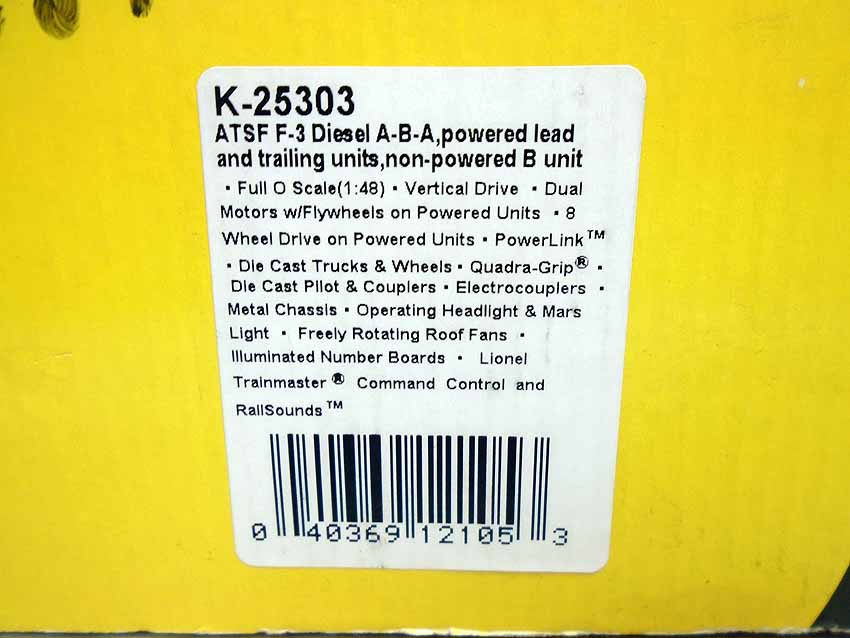 K-25303
ATSF F-3 Diesel A-B-A,powered lead
and trailing units,non-powered B unit
· Full O Scale(1:48) · Vertical Drive · Dual
Motors w/Flywheels on Powered Units · 8
Wheel Drive on Powered Units · PowerLink™
· Die Cast Trucks & Wheels · Quadra-Grip® ·
Die Cast Pilot & Couplers · Electrocouplers ·
Metal Chassis · Operating Headlight & Mars
Light · Freely Rotating Roof Fans ·
Illuminated Number Boards · Lionel
Trainmaster ® Command Control and
RailSounds™
0 40369 12105 3